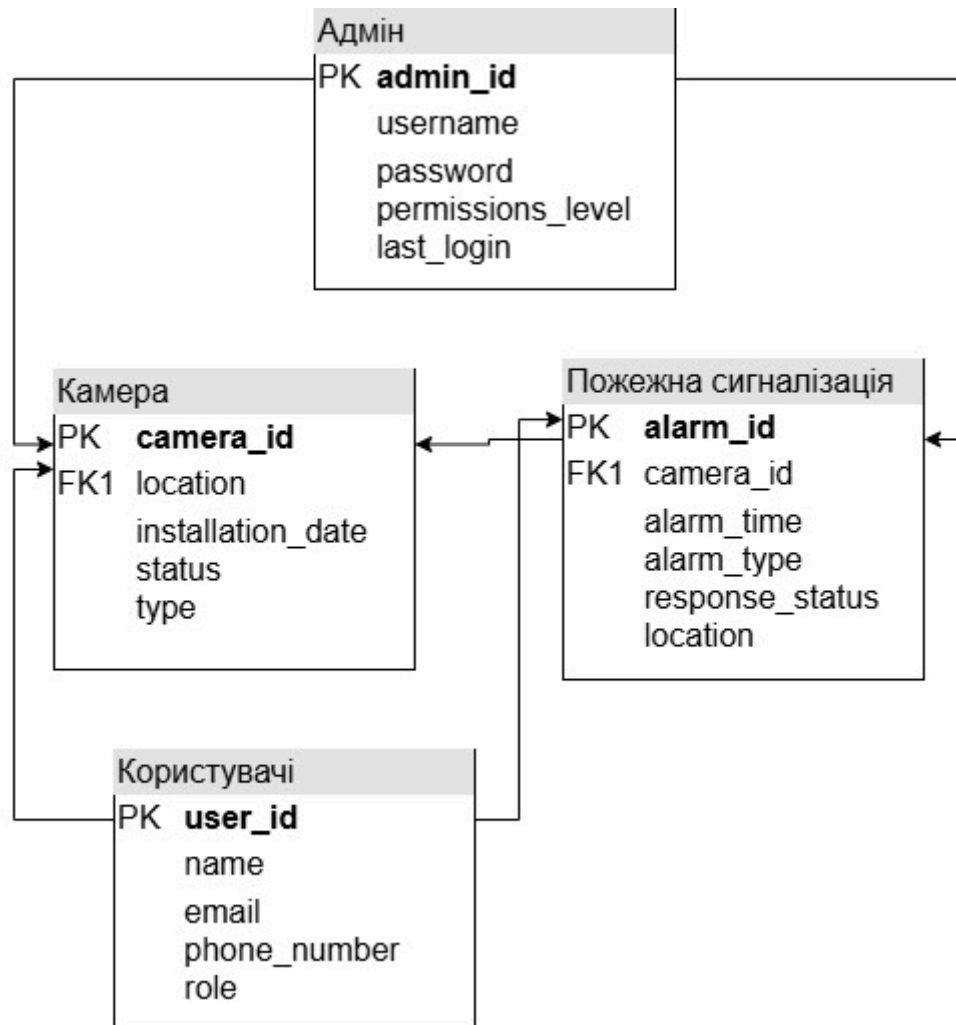 Адмін
PK admin_id
username
password
permissions_level
last_login
Камера
PK camera_id
FK1 location
installation_date
status
type
Пожежна сигналізація
PK alarm_id
FK1 camera_id
alarm_time
alarm_type
response_status
location
Користувачі
PK user_id
name
email
phone_number
role